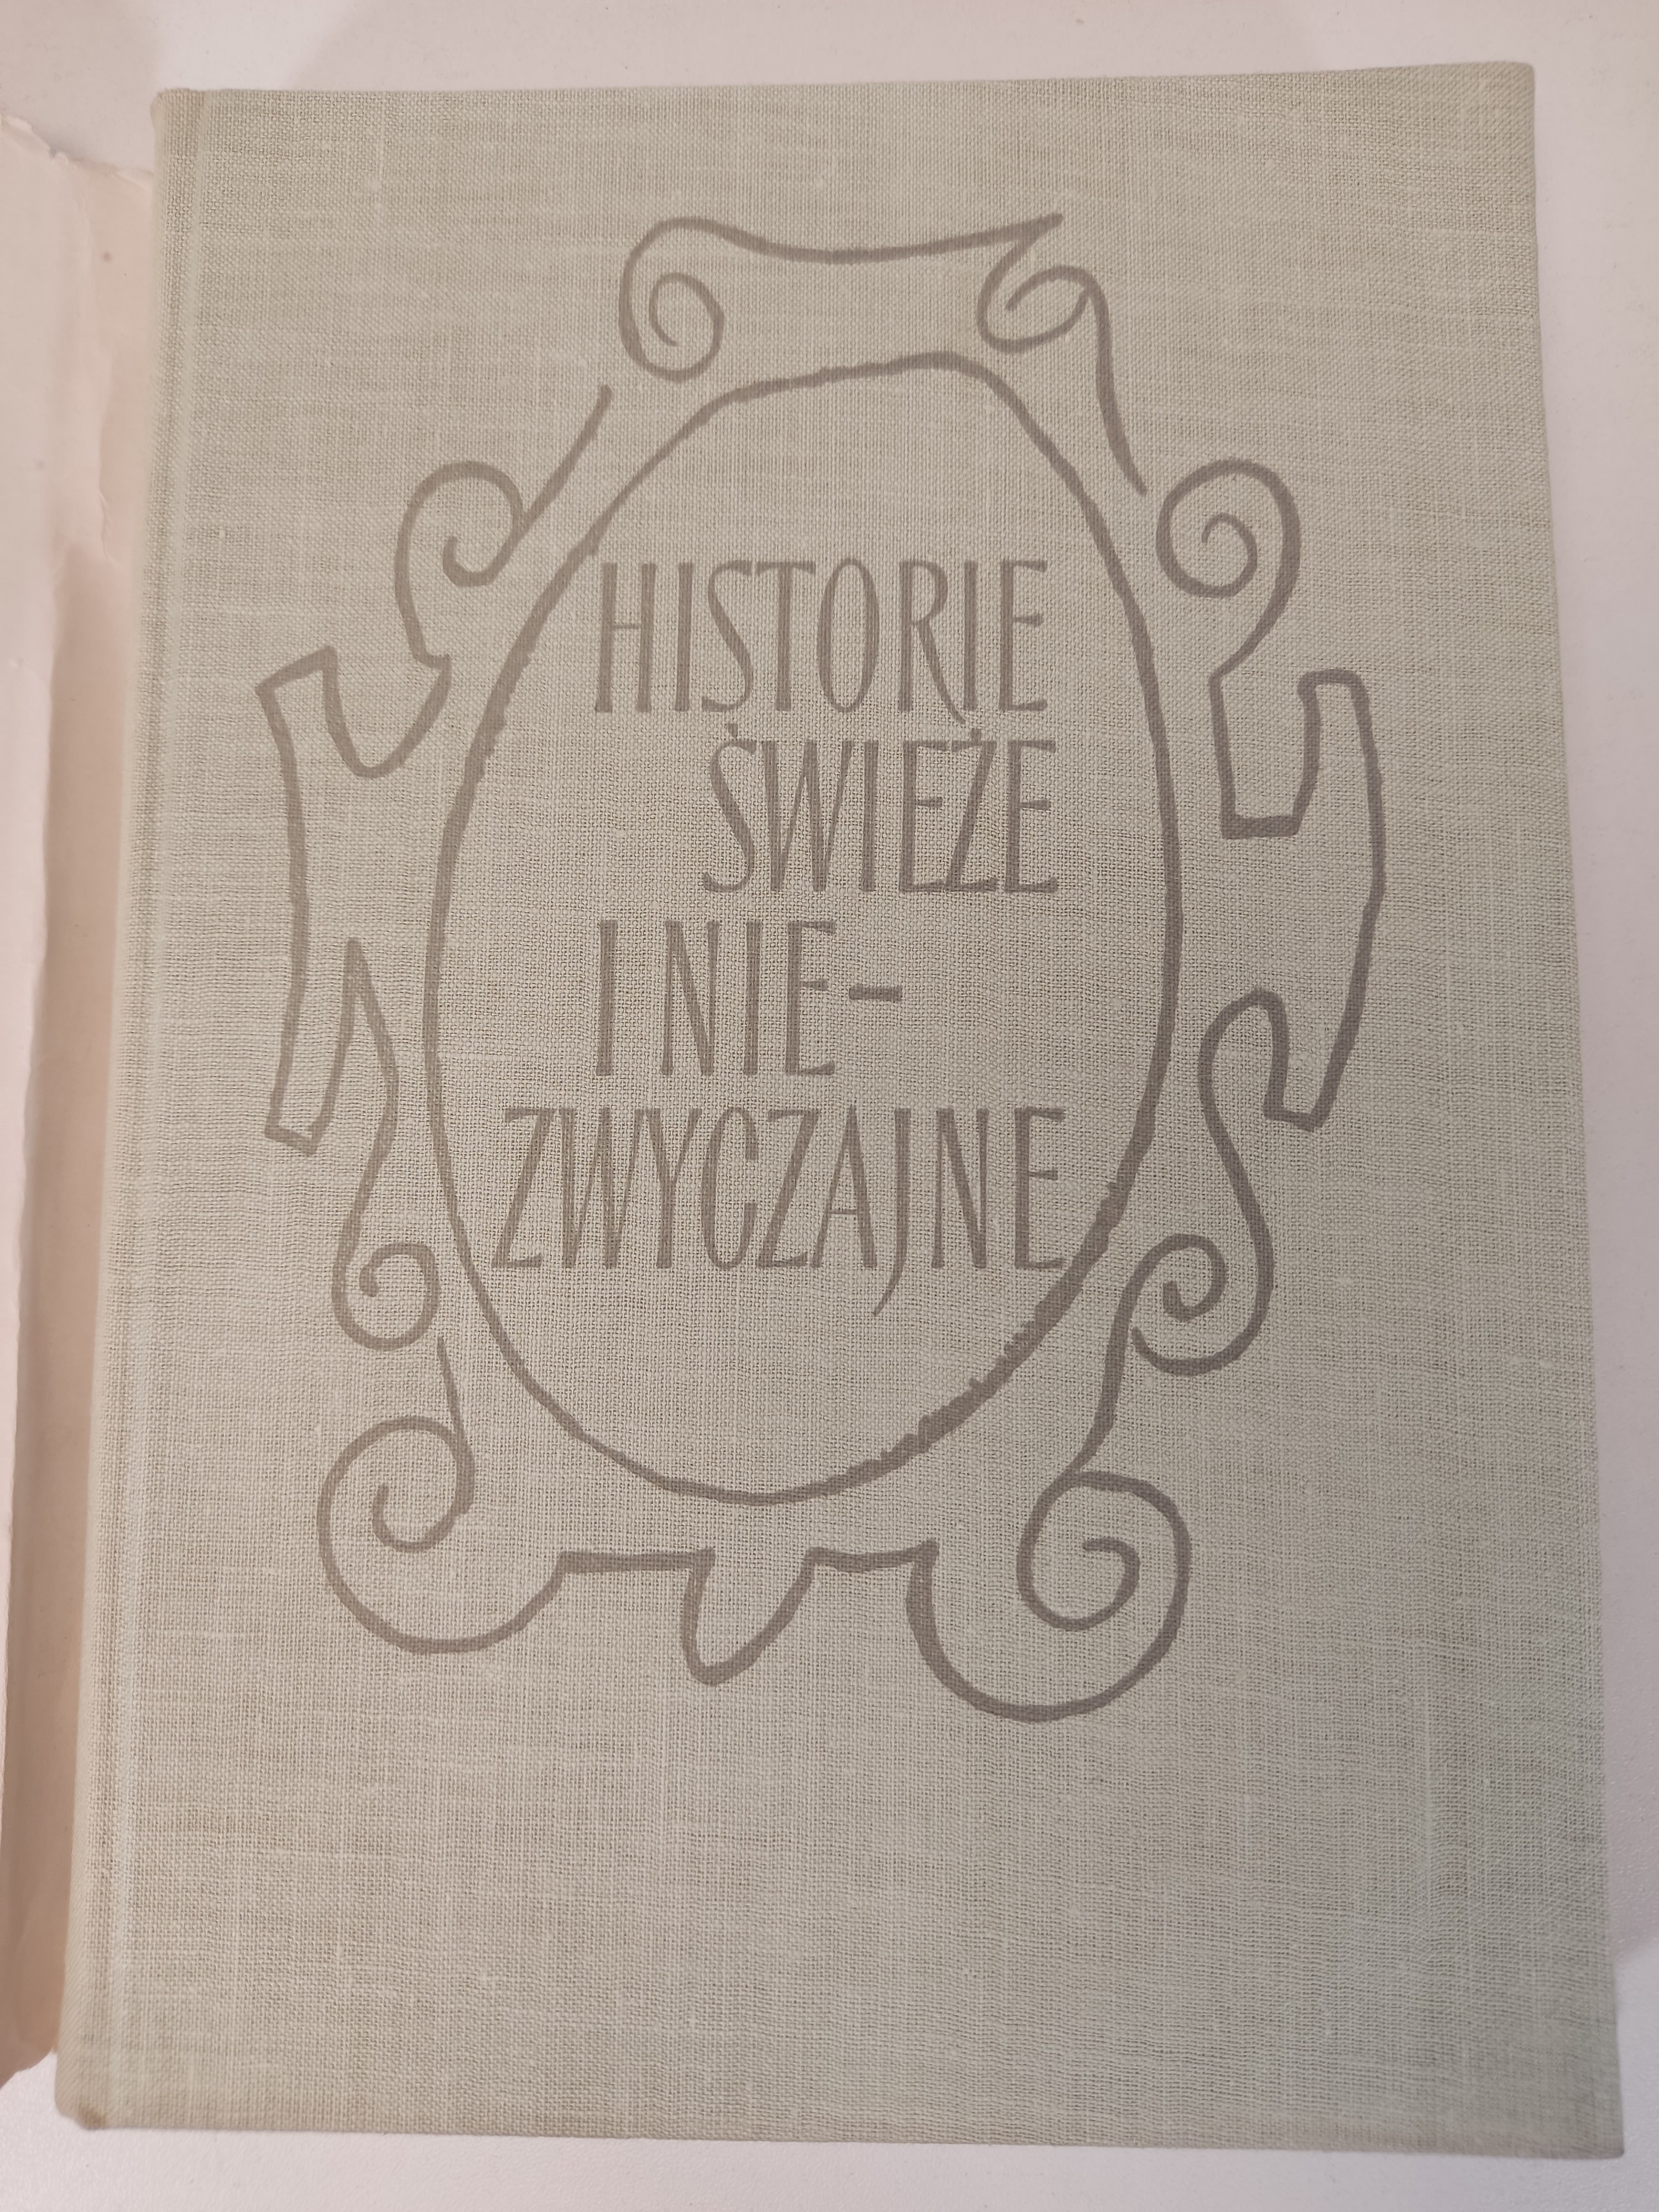 HISTORIE
ŚWIEŻE
I NIE-
ZWYCZAJNE